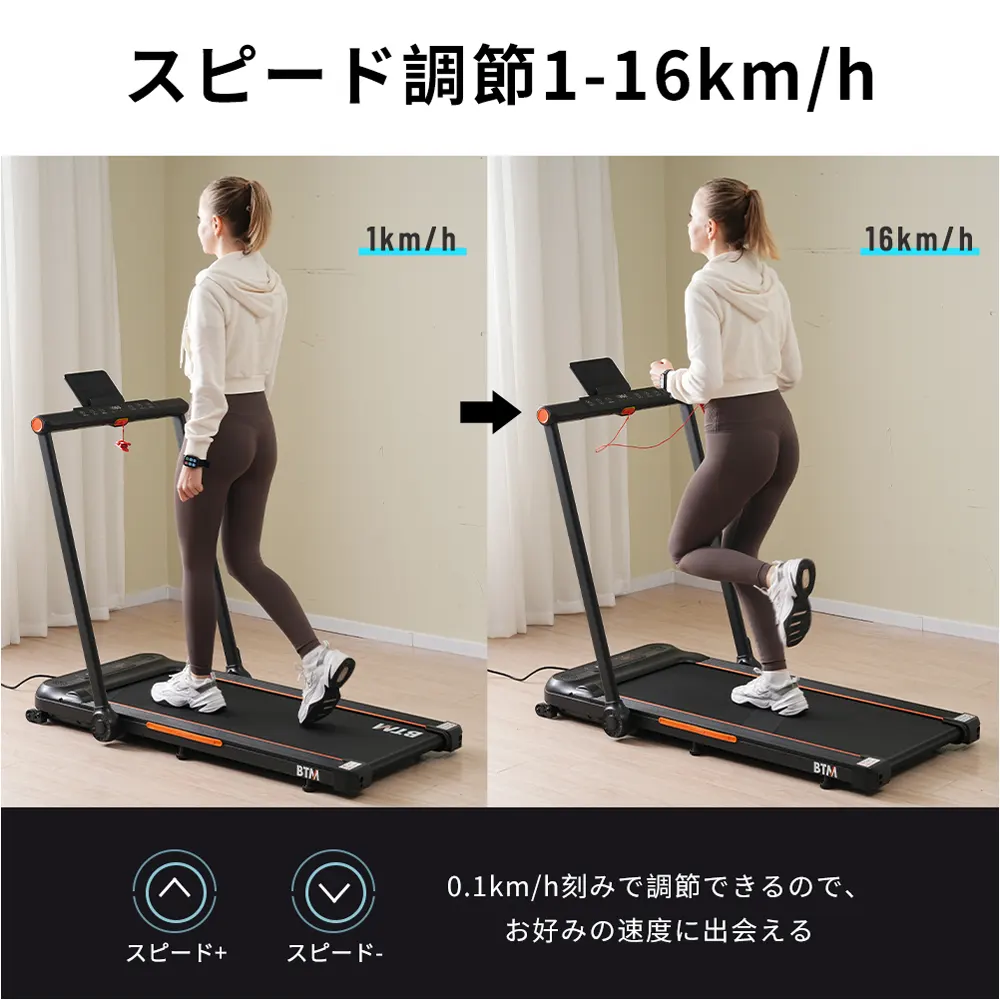 スピード調節1-16km/h
1km/h
16km/h
BTM
BTM
BTM
スピード+
スピード-
0.1km/h刻みで調節できるので、
お好みの速度に出会える